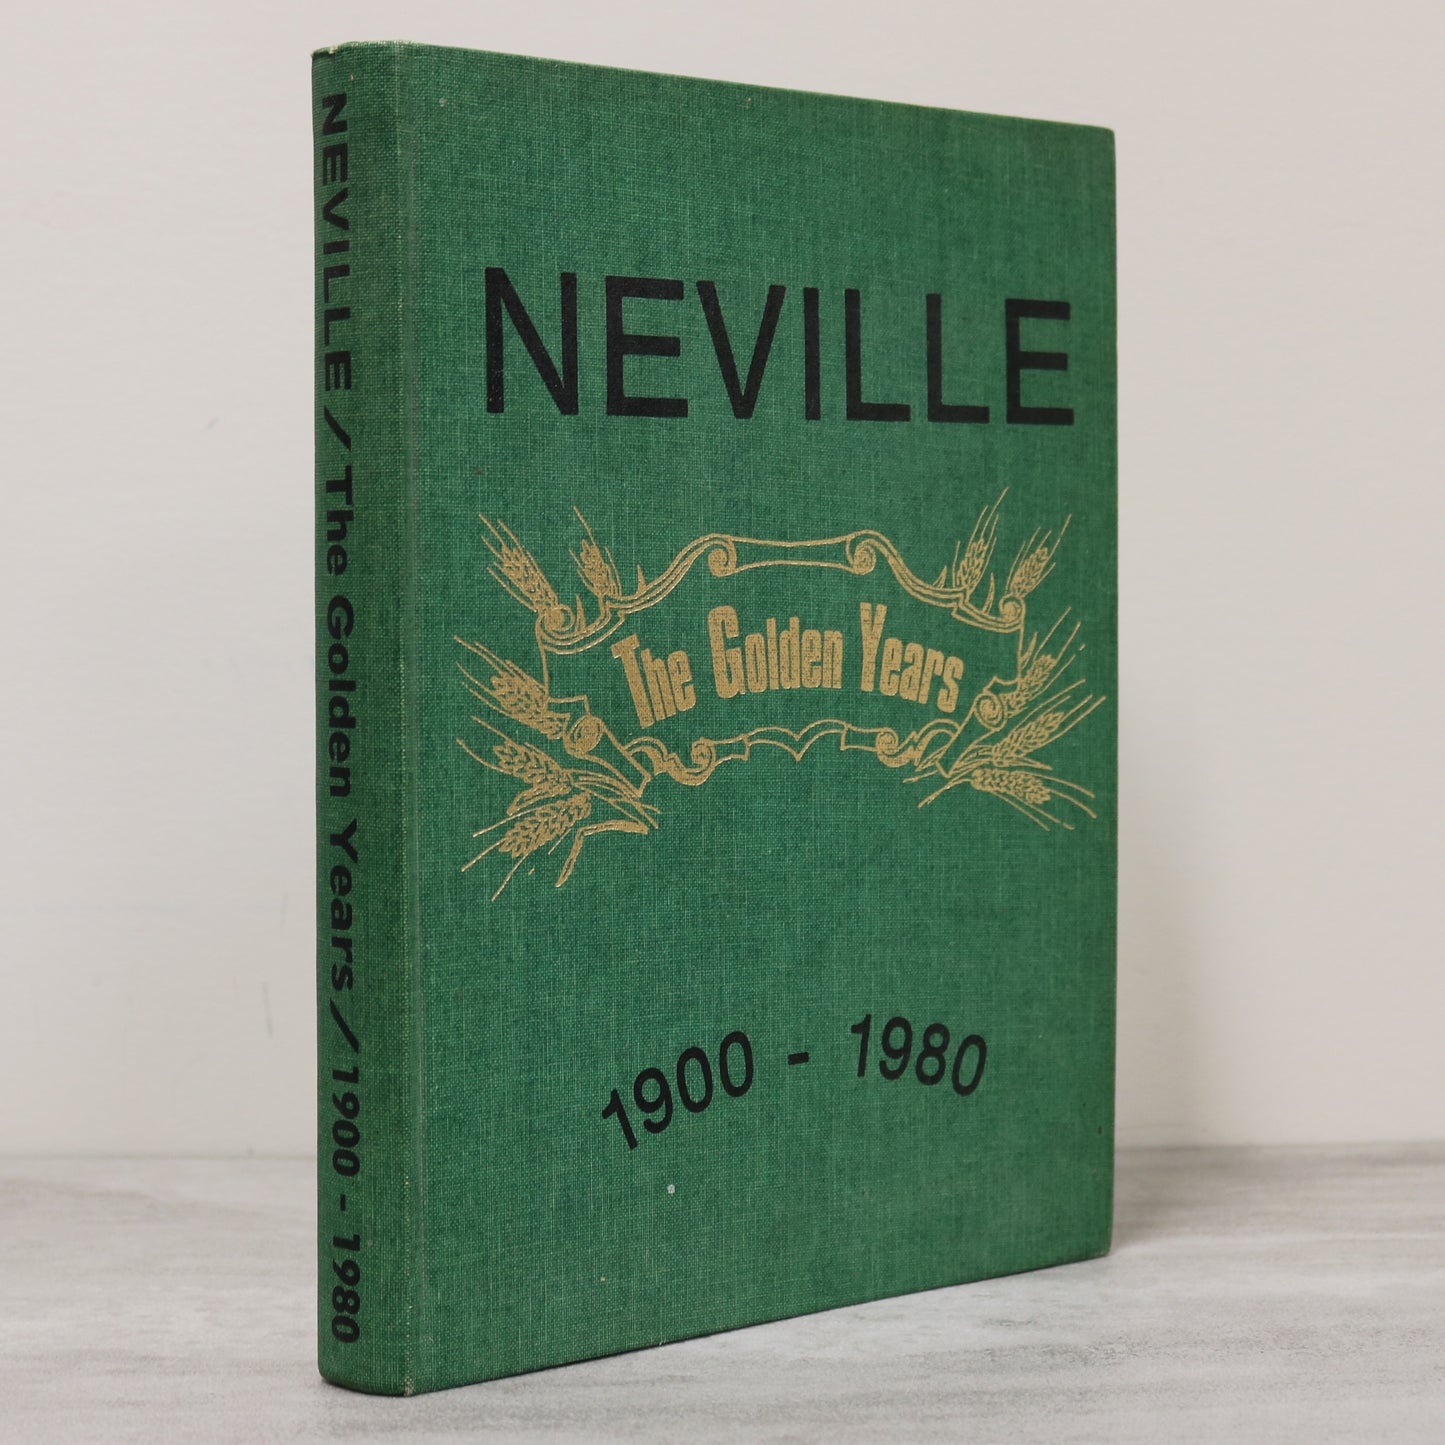 NEVILLE / The Golden Years / 1900 - 1980
NEVILLE
The Golden Years
1900 - 1980